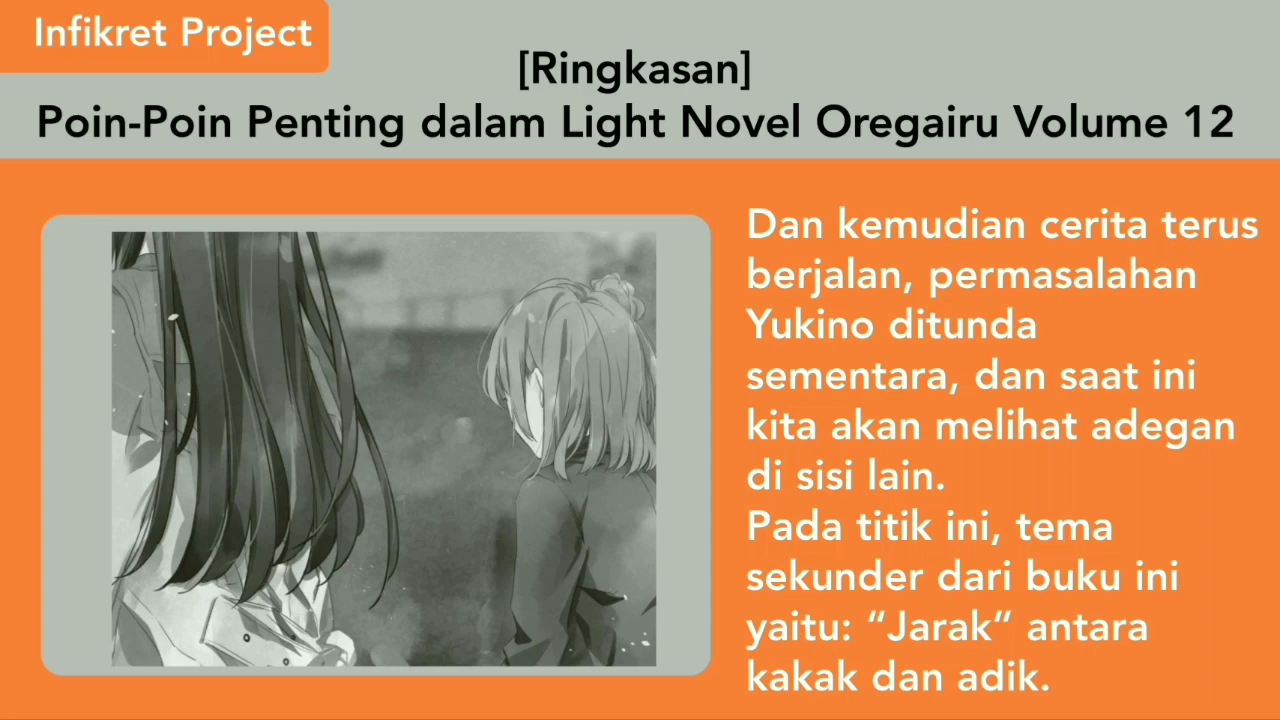 Infikret Project
[Ringkasan]
Poin-Poin Penting dalam Light Novel Oregairu Volume 12
Dan kemudian cerita terus
berjalan, permasalahan
Yukino ditunda
sementara, dan saat ini
kita akan melihat adegan
di sisi lain.
Pada titik ini, tema
sekunder dari buku ini
yaitu: “Jarak” antara
kakak dan adik.